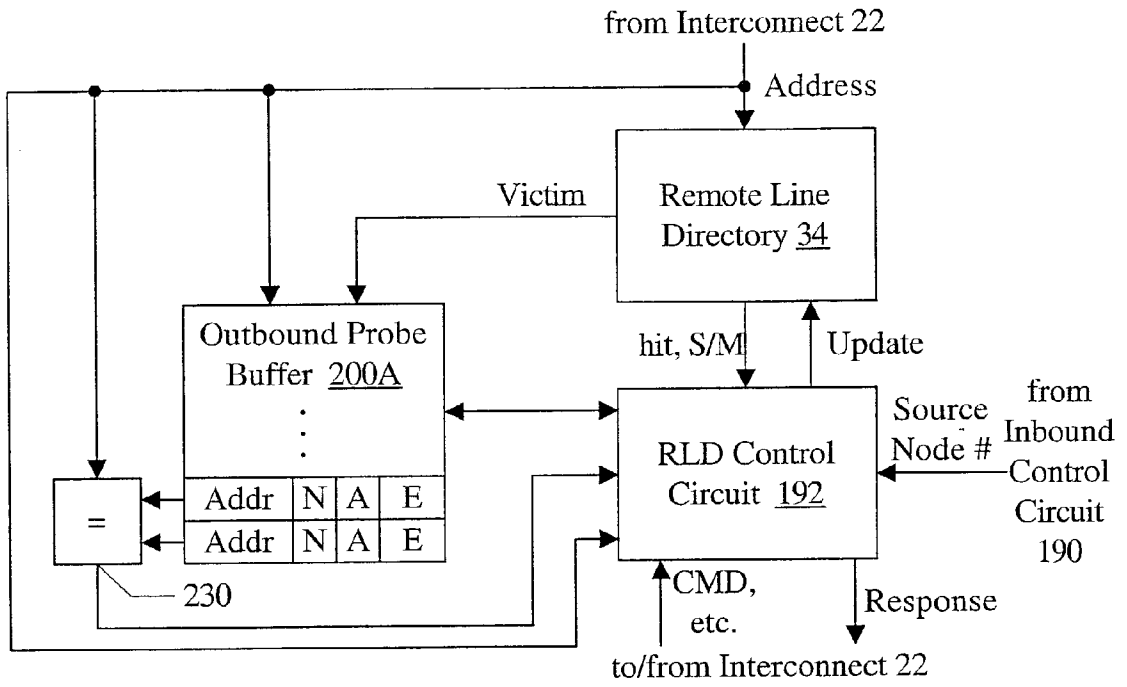 from Interconnect 22
Address
Victim
Remote Line
Directory 34
Outbound Probe
Buffer 200A
hit, S/M
Update
RLD Control
Circuit 192
Source
Node #
from
Inbound
Control
Circuit
190
=
Addr N A E
Addr N A E
230
CMD,
etc.
Response
to/from Interconnect 22